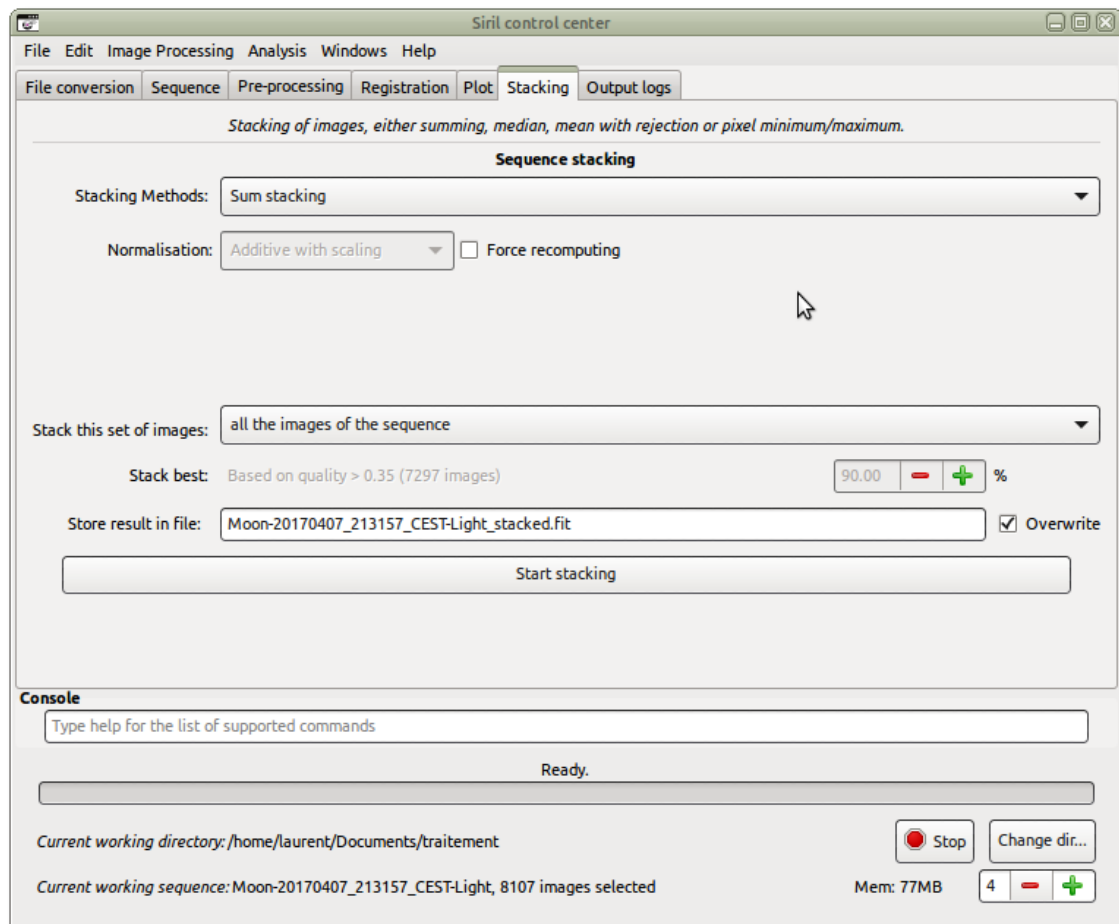 Siril control center
File Edit Image Processing Analysis Windows Help
File conversion Sequence Pre-processing Registration Plot Stacking Output logs
Stacking of images, either summing, median, mean with rejection or pixel minimum/maximum.
Sequence stacking
Stacking Methods: Sum stacking
Normalisation: Additive with scaling Force recomputing
Stack this set of images: all the images of the sequence
Stack best: Based on quality > 0.35 (7297 images) 90.00 %
Store result in file: Moon-20170407_213157_CEST-Light_stacked.fit Overwrite
Start stacking
Console
Type help for the list of supported commands
Ready.
Current working directory: /home/laurent/Documents/traitement Stop Change dir...
Current working sequence: Moon-20170407_213157_CEST-Light, 8107 images selected Mem: 77MB 4